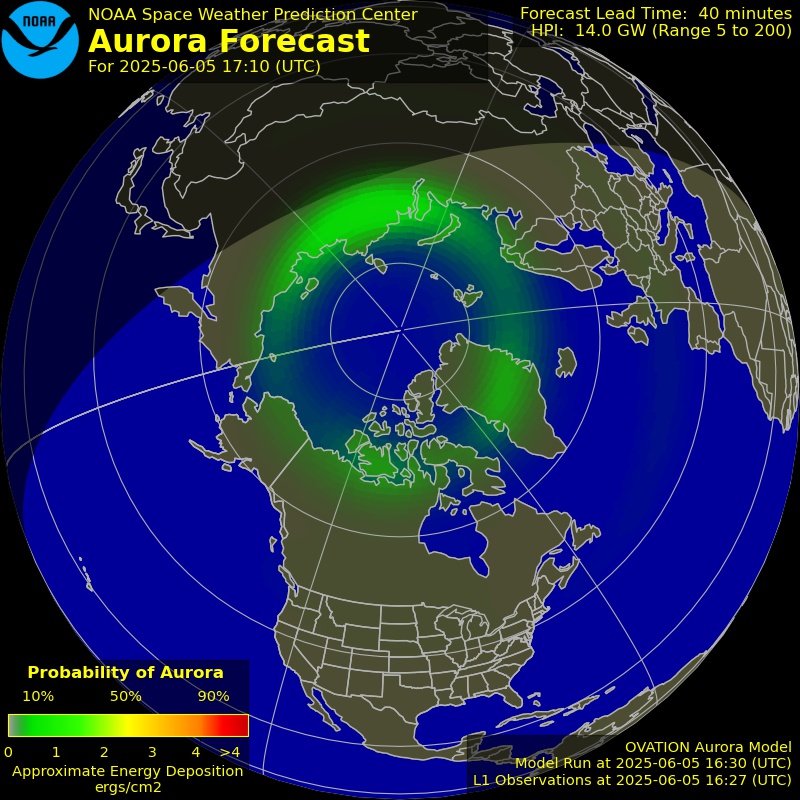 NOAA
NOAA Space Weather Prediction Center
Aurora Forecast
For 2025-06-05 17:10 (UTC)
Forecast Lead Time: 40 minutes
HPI: 14.0 GW (Range 5 to 200)
Probability of Aurora
10% 50% 90%
0 1 2 3 4 >4
Approximate Energy Deposition
ergs/cm2
OVATION Aurora Model
Model Run at 2025-06-05 16:30 (UTC)
L1 Observations at 2025-06-05 16:27 (UTC)